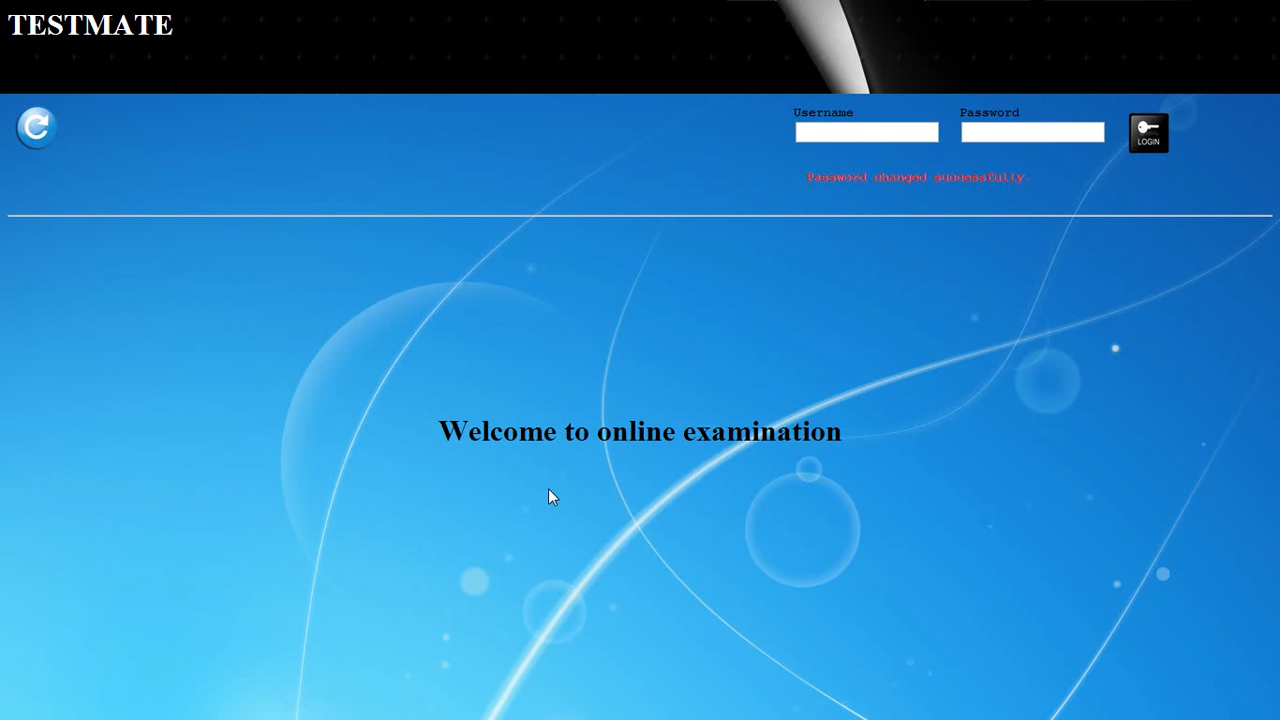 TESTMATE
Username
Password
LOGIN
Password changed successfully.
Welcome to online examination